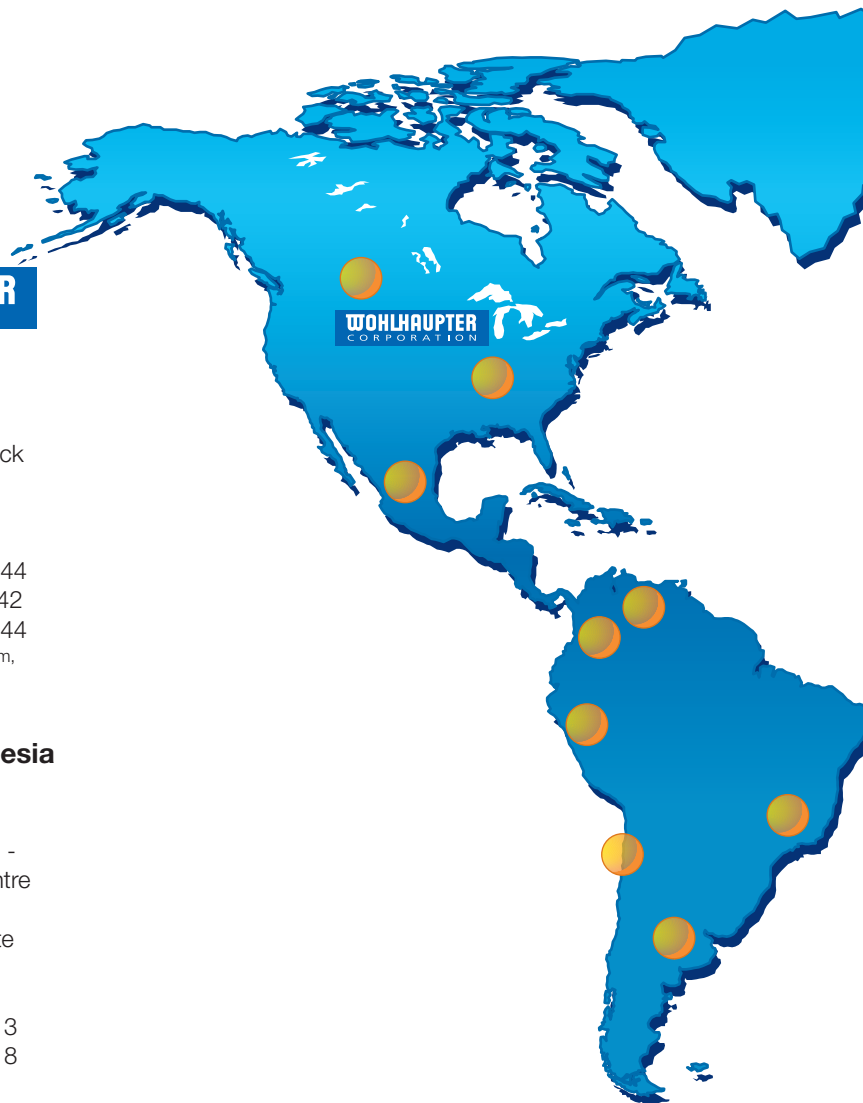 R
WOHLHAUPTER
CORPORATION
ck
44
42
44
m,
esia
-
ntre
te
3
8